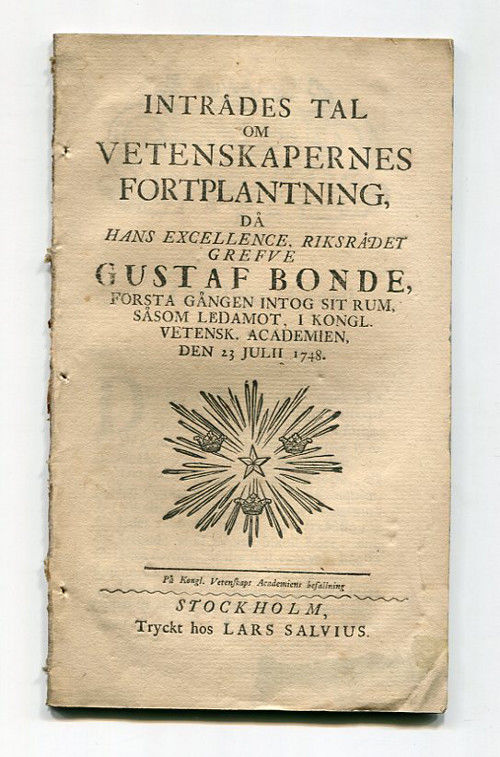 INTRÅDES TAL
OM
VETENSKAPERNES
FORTPLANTNING,
DÅ
HANS EXCELLENCE, RIKSRÅDET
GREFVE
GUSTAF BONDE,
FORSTA GÅNGEN INTOG SIT RUM,
SÅSOM LEDAMOT, I KONGL.
VETENSK. ACADEMIEN,
DEN 23 JULII 1748.
På Kongl. Vetenskaps Academiens befallning
STOCKHOLM,
Tryckt hos LARS SALVIUS.